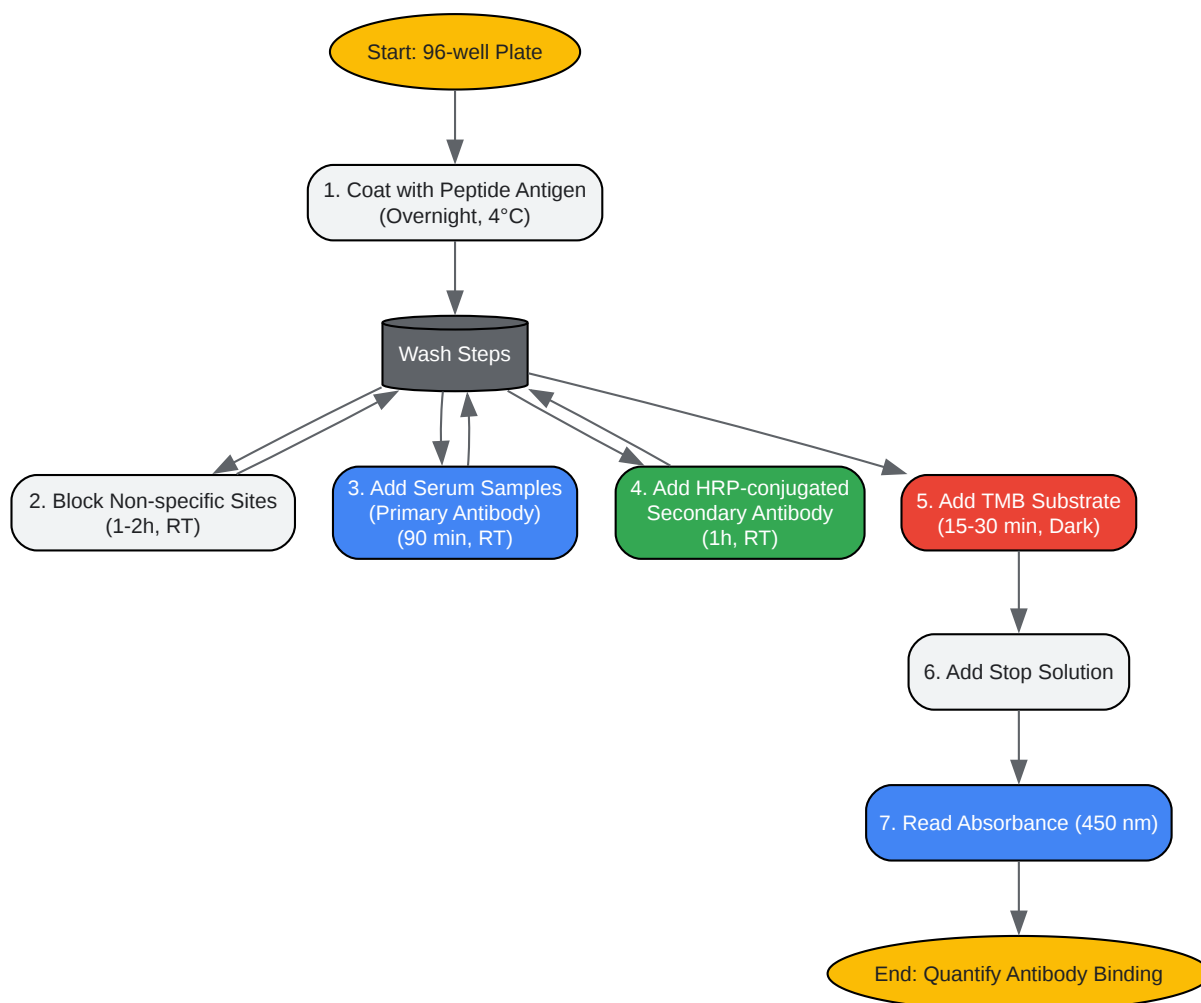 Start: 96-well Plate
1. Coat with Peptide Antigen
(Overnight, 4°C)
Wash Steps
2. Block Non-specific Sites
(1-2h, RT)
3. Add Serum Samples
(Primary Antibody)
(90 min, RT)
4. Add HRP-conjugated
Secondary Antibody
(1h, RT)
5. Add TMB Substrate
(15-30 min, Dark)
6. Add Stop Solution
7. Read Absorbance (450 nm)
End: Quantify Antibody Binding